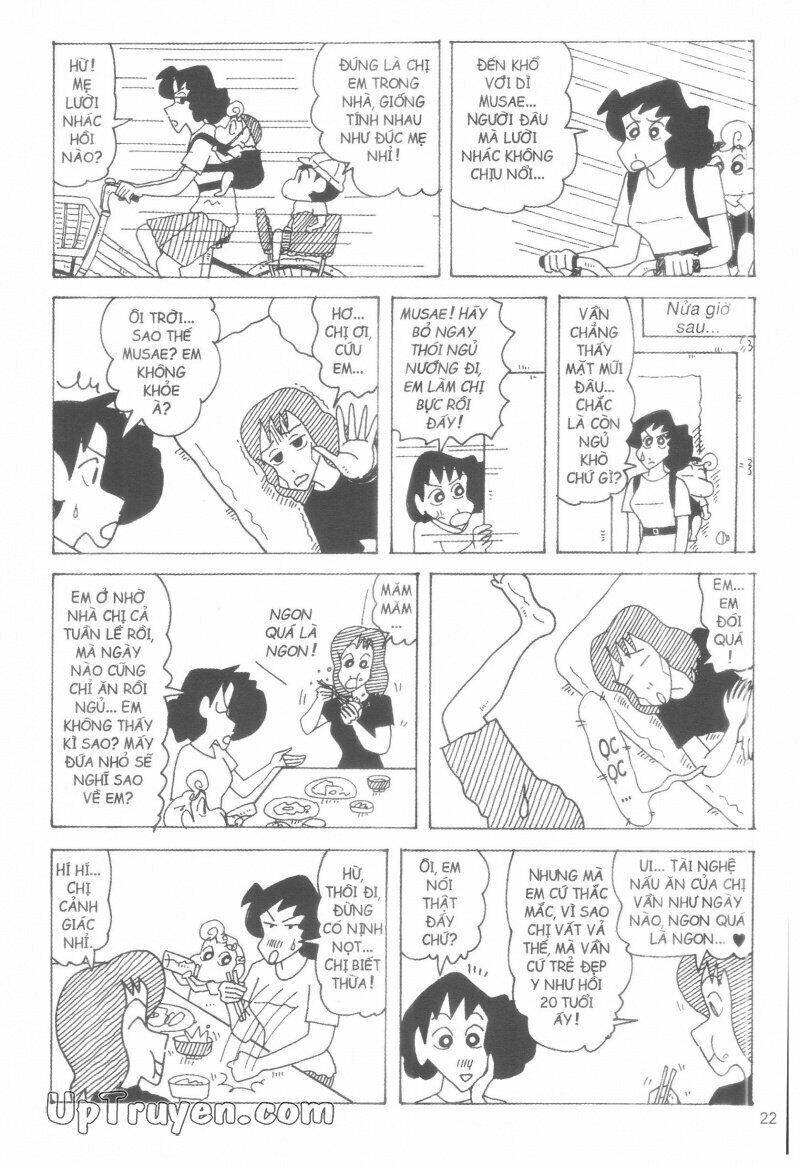 ĐẾN KHỔ
VỚI DÌ
MUSAE...
NGƯỜI ĐÂU
MÀ LƯỜI
NHÁC KHÔNG
CHỊU NỔI...
ĐÚNG LÀ CHỊ
EM TRONG
NHÀ, GIỐNG
TÍNH NHAU
NHƯ ĐÚC MẸ
NHỈ!
HỪ!
MẸ
LƯỜI
NHÁC
HỒI
NÀO?
Nửa giờ
sau...
VẪN
CHẲNG
THẤY
MẶT MŨI
ĐÂU...
CHẮC
LÀ CÒN
NGỦ
KHÒ
CHỨ GÌ?
MUSAE! HÃY
BỎ NGAY
THÓI NGỦ
NƯỚNG ĐI,
EM LÀM CHỊ
BỰC RỒI
ĐẤY!
HƠ...
CHỊ ƠI,
CỨU
EM...
ÔI TRỜI...
SAO THẾ
MUSAE? EM
KHÔNG
KHỎE
À?
EM...
EM
ĐÓI
QUÁ
!
ỌC
ỌC
...
MĂM
MĂM
...
NGON
QUÁ LÀ
NGON!
EM Ở NHỜ
NHÀ CHỊ CẢ
TUẦN LỄ RỒI,
MÀ NGÀY
NÀO CŨNG
CHỈ ĂN RỒI
NGỦ... EM
KHÔNG THẤY
KÌ SAO? MẤY
ĐỨA NHỎ SẼ
NGHĨ SAO
VỀ EM?
UI... TÀI NGHỆ
NẤU ĂN CỦA CHỊ
VẪN NHƯ NGÀY
NÀO, NGON QUÁ
LÀ NGON... ♥
NHƯNG MÀ
EM CỨ THẮC
MẮC, VÌ SAO
CHỊ VẤT VẢ
THẾ, MÀ VẪN
CỨ TRẺ ĐẸP
Y NHƯ HỒI
20 TUỔI
ẤY!
ÔI, EM
NÓI
THẬT
ĐẤY
CHỨ?
HỪ,
THÔI ĐI,
ĐỪNG
CÓ NỊNH
NỌT...
CHỊ BIẾT
THỪA!
HÍ HÍ...
CHỊ
CẢNH
GIÁC
NHỈ.
UpTruyen.com
22